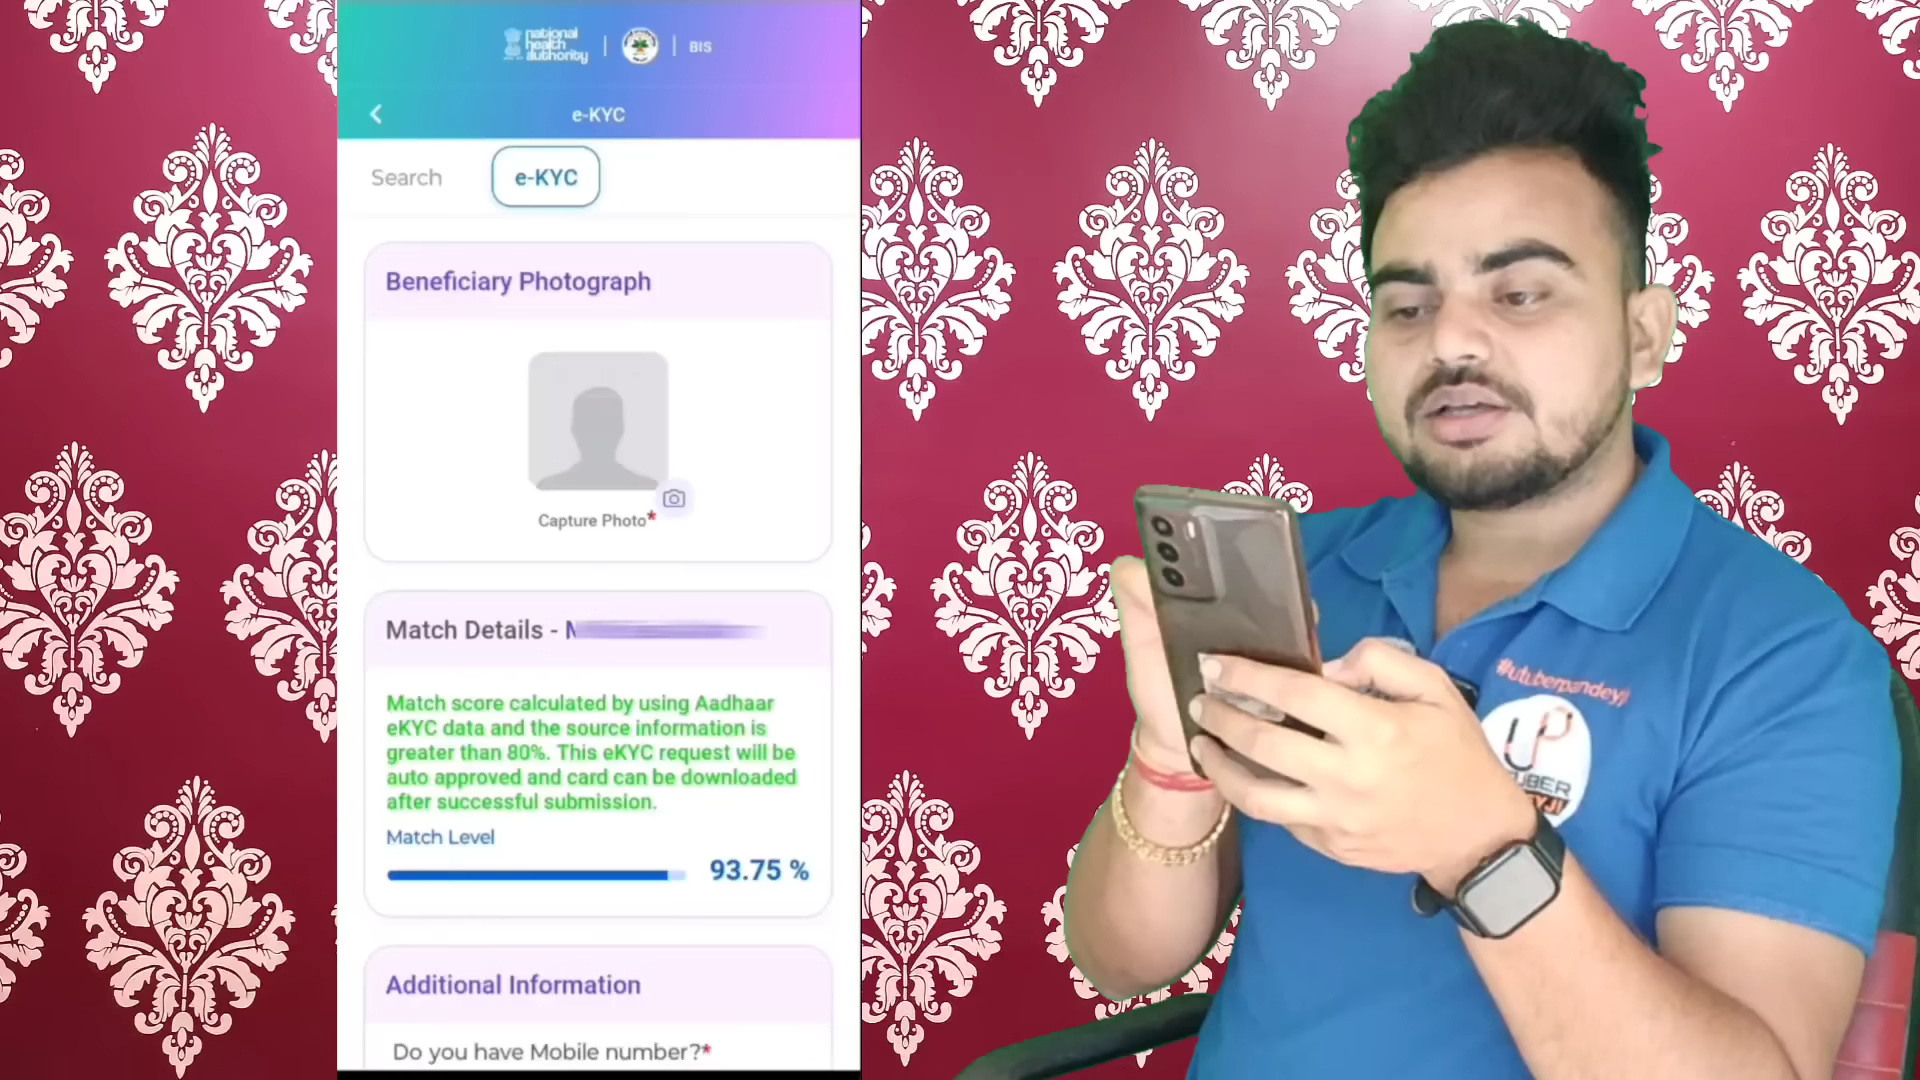 national
health
authority
BIS
e-KYC
Search
e-KYC
Beneficiary Photograph
Capture Photo*
Match Details -
Match score calculated by using Aadhaar
eKYC data and the source information is
greater than 80%. This eKYC request will be
auto approved and card can be downloaded
after successful submission.
Match Level
93.75 %
Additional Information
Do you have Mobile number?*
#utuberpandeyji
UP